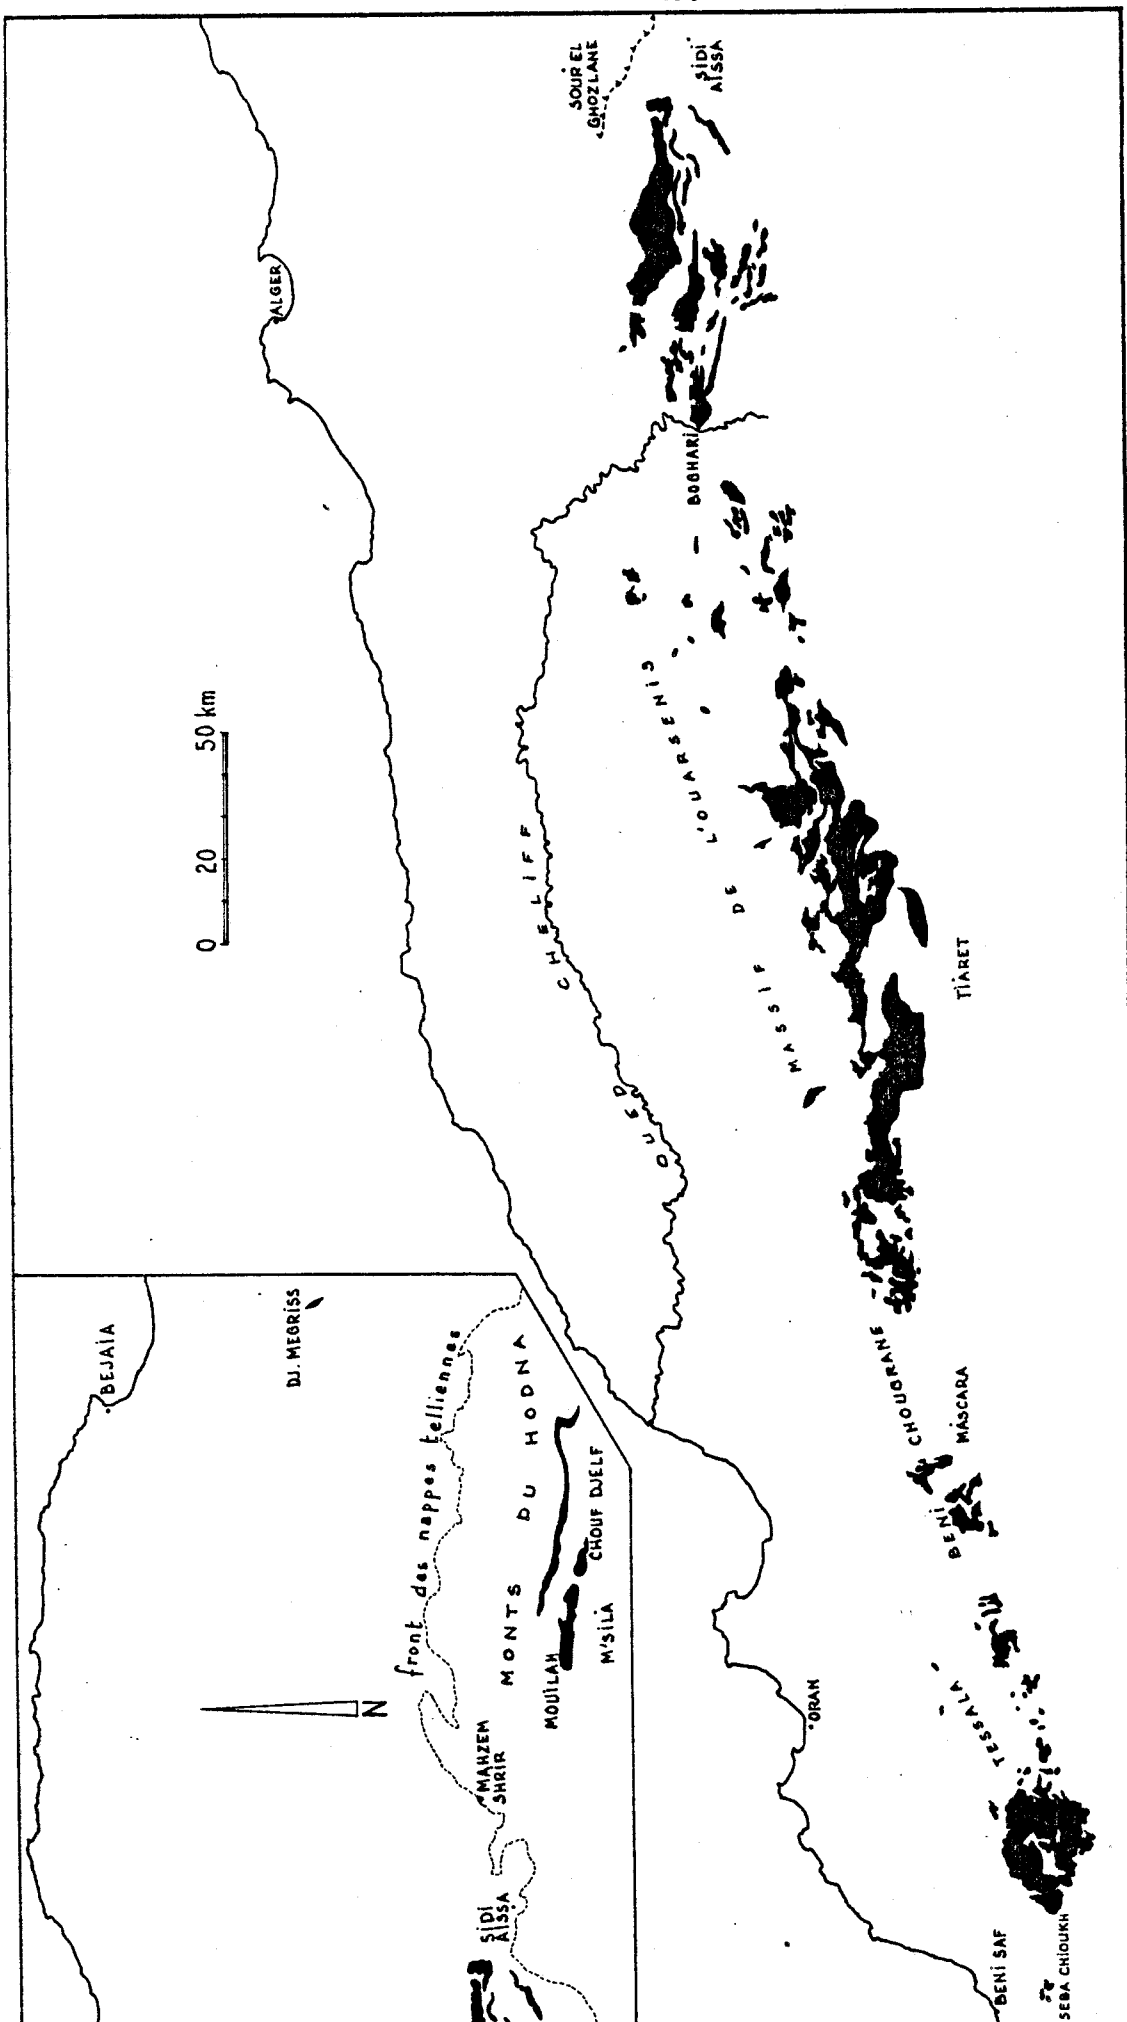 SOUR EL
GHOZLANE
SIDI
AÏSSA
ALGER
BOGHARI
MASSIF DE L'OUARSENIS
OUED CHELIFF
0 20 50 km
TIARET
BENI CHOUGRANE
MASCARA
TESSALA
ORAN
BENI SAF
SEBA CHIOUKH
BEJAÏA
DJ. MEGRISS
front des nappes telliennes
MONTS DU HODNA
CHOUF DJELF
MOUILAH
M'SILA
N
MAHZEM
SRRIR
SIDI
AÏSSA